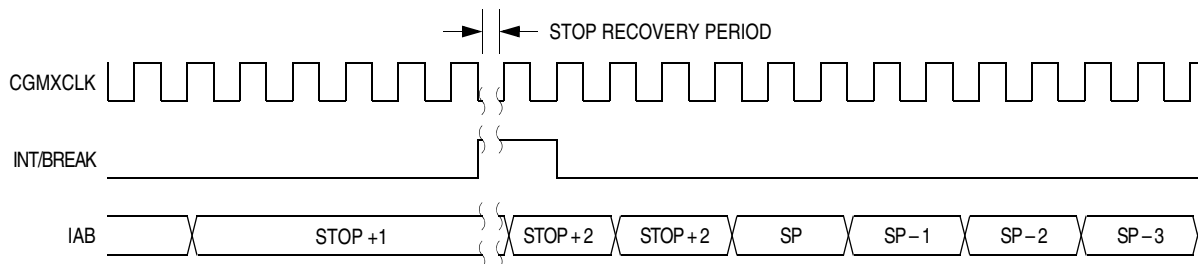 STOP RECOVERY PERIOD
CGMXCLK
INT/BREAK
IAB STOP +1 STOP + 2 STOP + 2 SP SP – 1 SP – 2 SP – 3